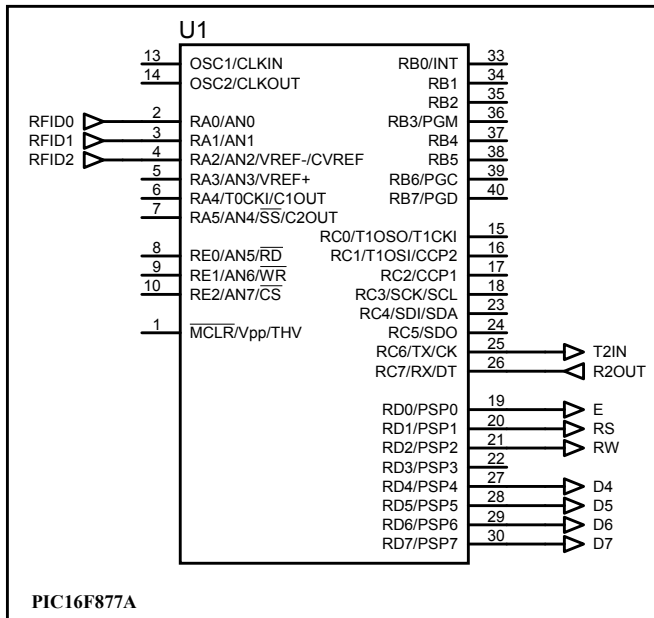 U1
13 OSC1/CLKIN RB0/INT 33
14 OSC2/CLKOUT RB1 34
RB2 35
RFID0 2 RA0/AN0 RB3/PGM 36
RFID1 3 RA1/AN1 RB4 37
RFID2 4 RA2/AN2/VREF-/CVREF RB5 38
5 RA3/AN3/VREF+ RB6/PGC 39
6 RA4/T0CKI/C1OUT RB7/PGD 40
7 RA5/AN4/SS/C2OUT
RC0/T1OSO/T1CKI 15
8 RE0/AN5/RD RC1/T1OSI/CCP2 16
9 RE1/AN6/WR RC2/CCP1 17
10 RE2/AN7/CS RC3/SCK/SCL 18
RC4/SDI/SDA 23
1 MCLR/Vpp/THV RC5/SDO 24
RC6/TX/CK 25 T2IN
RC7/RX/DT 26 R2OUT
RD0/PSP0 19 E
RD1/PSP1 20 RS
RD2/PSP2 21 RW
RD3/PSP3 22
RD4/PSP4 27 D4
RD5/PSP5 28 D5
RD6/PSP6 29 D6
RD7/PSP7 30 D7
PIC16F877A